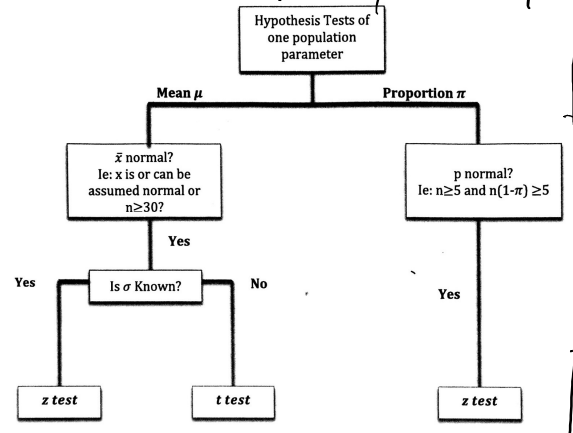 Hypothesis Tests of
one population
parameter
Mean μ
Proportion π
x̄ normal?
Ie: x is or can be
assumed normal or
n≥30?
p normal?
Ie: n≥5 and n(1-π) ≥5
Yes
Yes
Is σ Known?
No
Yes
z test
t test
z test